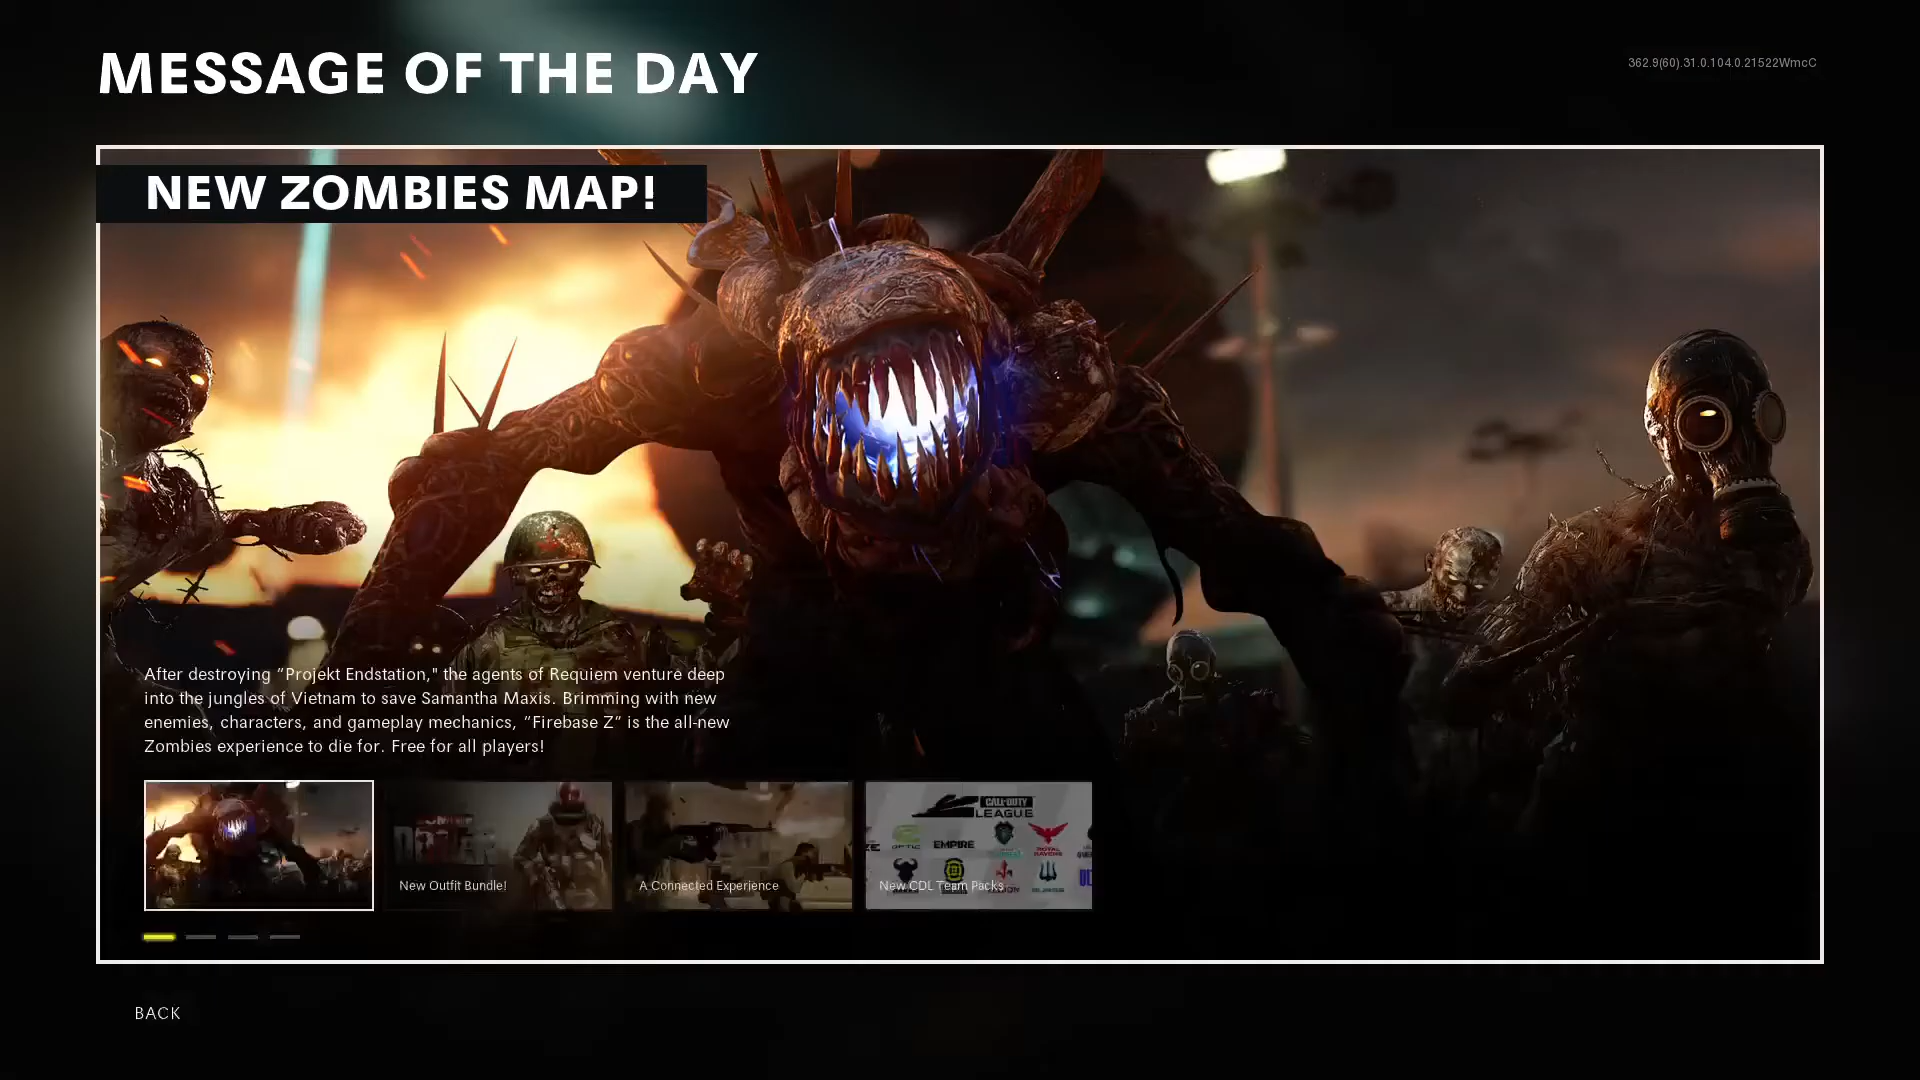 MESSAGE OF THE DAY
362.9(60).31.0.104.0.21522WmcC
NEW ZOMBIES MAP!
After destroying “Projekt Endstation," the agents of Requiem venture deep
into the jungles of Vietnam to save Samantha Maxis. Brimming with new
enemies, characters, and gameplay mechanics, “Firebase Z” is the all-new
Zombies experience to die for. Free for all players!
New Outfit Bundle!
A Connected Experience
CALL OF DUTY
LEAGUE
OPTIC
EMPIRE
ROYAL
RAVENS
New CDL Team Packs
BACK